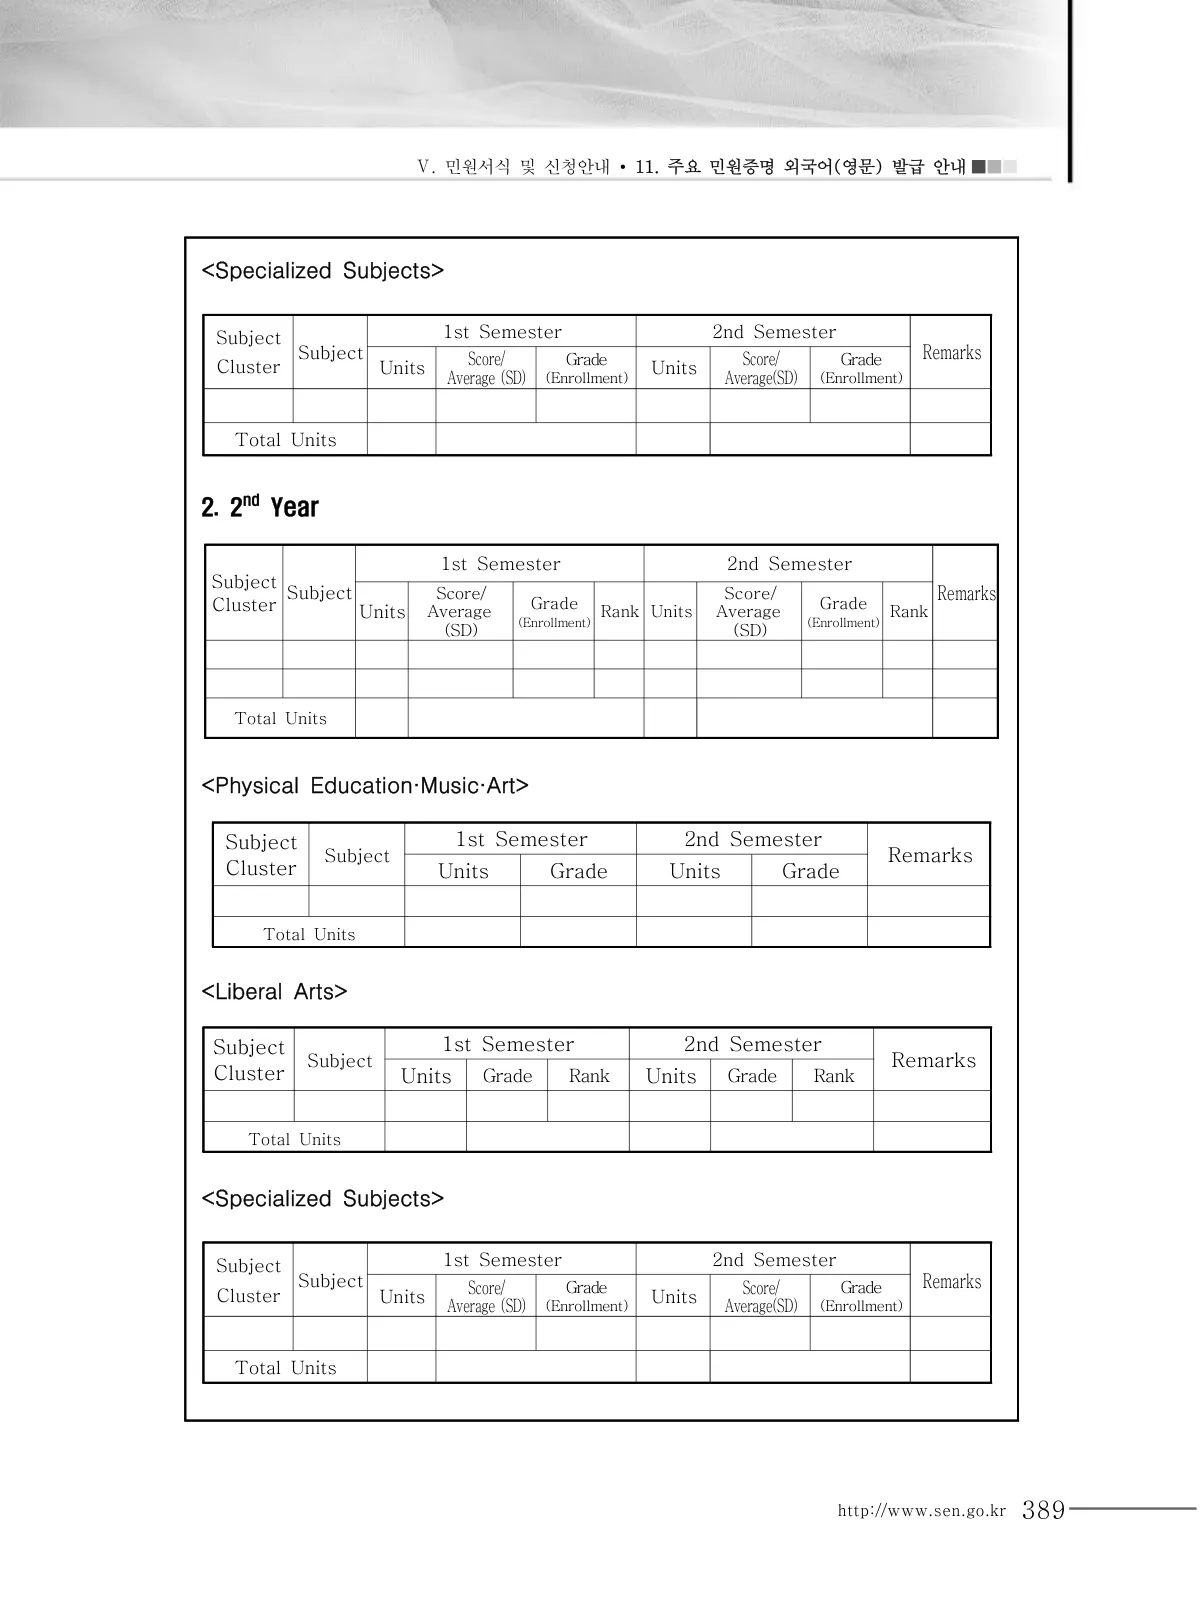 Ⅴ. 민원서식 및 신청안내 • 11. 주요 민원증명 외국어(영문) 발급 안내
<Specialized Subjects>
Subject Cluster Subject 1st Semester 2nd Semester Remarks
Units Score/ Average (SD) Grade (Enrollment) Units Score/ Average(SD) Grade (Enrollment)
Total Units
2. 2nd Year
Subject Cluster Subject 1st Semester 2nd Semester Remarks
Units Score/ Average (SD) Grade (Enrollment) Rank Units Score/ Average (SD) Grade (Enrollment) Rank
Total Units
<Physical Education·Music·Art>
Subject Cluster Subject 1st Semester 2nd Semester Remarks
Units Grade Units Grade
Total Units
<Liberal Arts>
Subject Cluster Subject 1st Semester 2nd Semester Remarks
Units Grade Rank Units Grade Rank
Total Units
<Specialized Subjects>
Subject Cluster Subject 1st Semester 2nd Semester Remarks
Units Score/ Average (SD) Grade (Enrollment) Units Score/ Average(SD) Grade (Enrollment)
Total Units
http://www.sen.go.kr 389